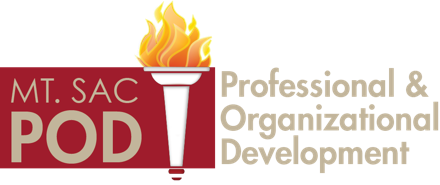 MT. SAC
POD
Professional &
Organizational
Development